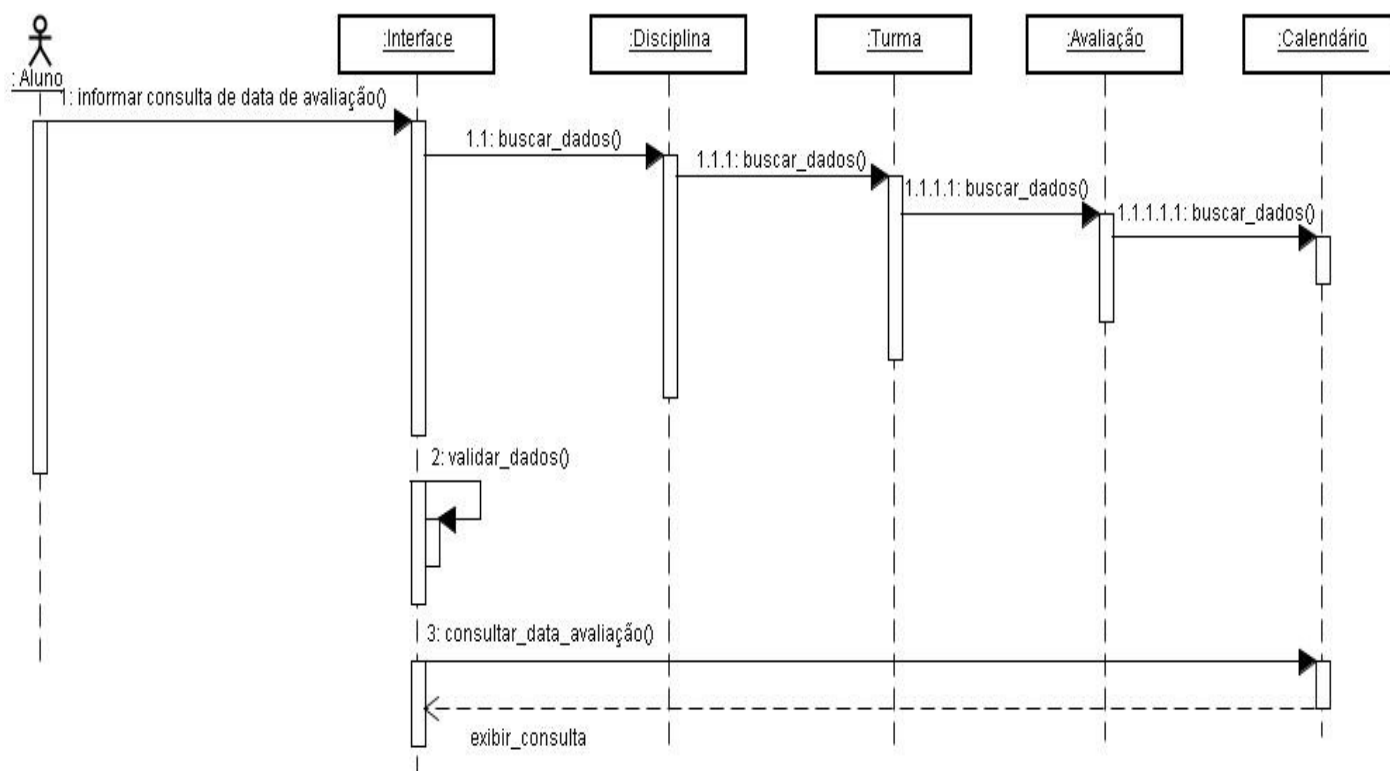 :Interface
:Disciplina
:Turma
:Avaliação
:Calendário
: Aluno
1: informar consulta de data de avaliação()
1.1: buscar_dados()
1.1.1: buscar_dados()
1.1.1.1: buscar_dados()
1.1.1.1.1: buscar_dados()
2: validar_dados()
3: consultar_data_avaliação()
exibir_consulta